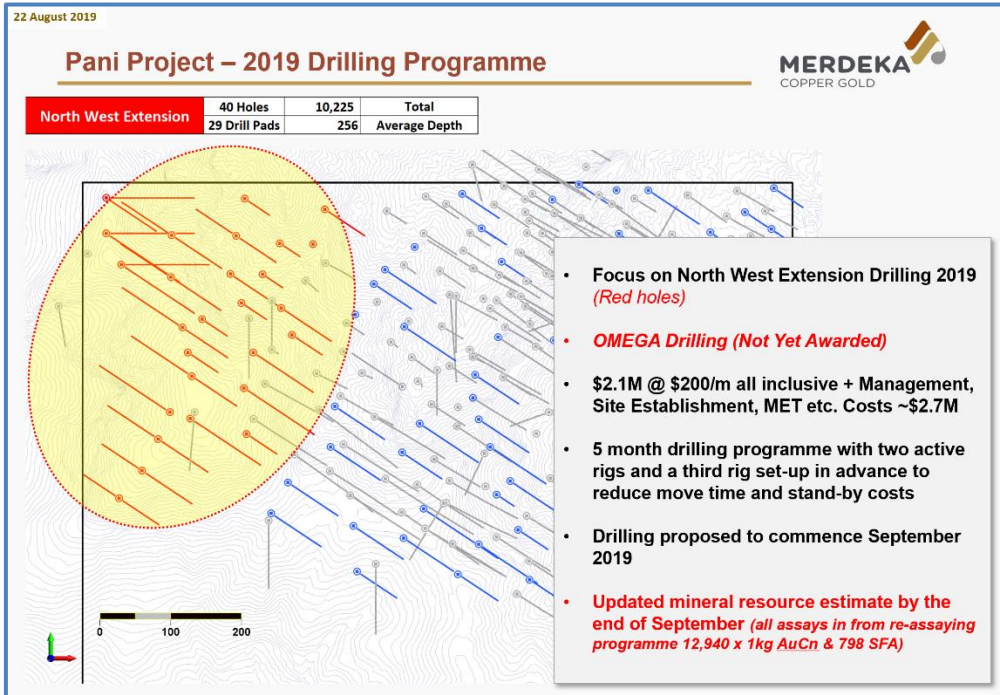 22 August 2019
Pani Project – 2019 Drilling Programme
MERDEKA
COPPER GOLD
North West Extension
40 Holes 10,225 Total
29 Drill Pads 256 Average Depth
• Focus on North West Extension Drilling 2019
(Red holes)
• OMEGA Drilling (Not Yet Awarded)
• $2.1M @ $200/m all inclusive + Management,
Site Establishment, MET etc. Costs ~$2.7M
• 5 month drilling programme with two active
rigs and a third rig set-up in advance to
reduce move time and stand-by costs
• Drilling proposed to commence September
2019
• Updated mineral resource estimate by the
end of September (all assays in from re-assaying
programme 12,940 x 1kg AuCn & 798 SFA)
0 100 200